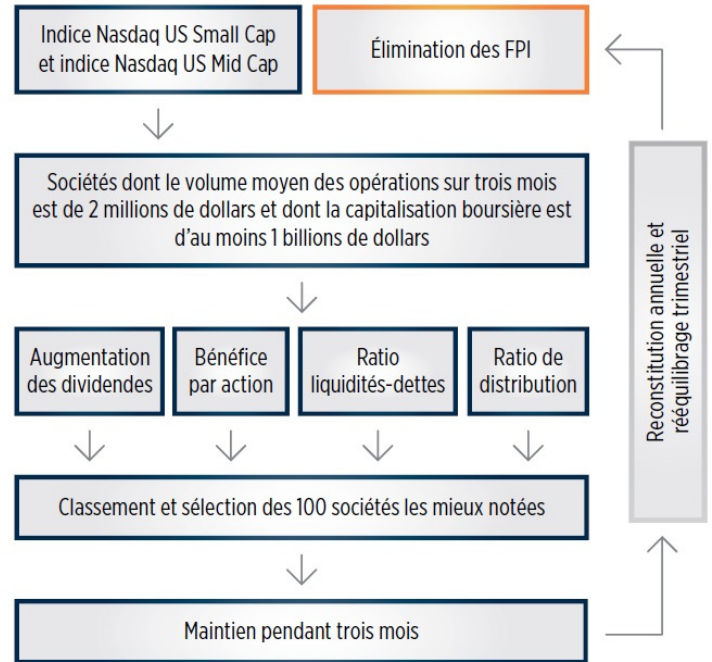 Indice Nasdaq US Small Cap
et indice Nasdaq US Mid Cap
Élimination des FPI
Sociétés dont le volume moyen des opérations sur trois mois
est de 2 millions de dollars et dont la capitalisation boursière est
d'au moins 1 billions de dollars
Augmentation
des dividendes
Bénéfice
par action
Ratio
liquidités-dettes
Ratio de
distribution
Classement et sélection des 100 sociétés les mieux notées
Maintien pendant trois mois
Reconstitution annuelle et
rééquilibrage trimestriel